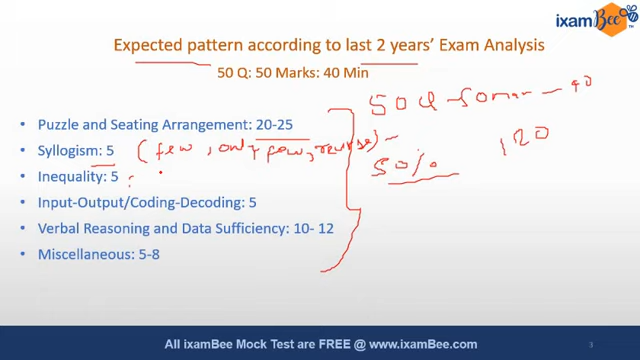 ixamBee
Expected pattern according to last 2 years' Exam Analysis
50 Q: 50 Marks: 40 Min
50 Q - 50 - 40
• Puzzle and Seating Arrangement: 20-25
120
• Syllogism: 5 (few, only few, reverse) -
50%
• Inequality: 5
• Input-Output/Coding-Decoding: 5
• Verbal Reasoning and Data Sufficiency: 10- 12
• Miscellaneous: 5-8
All ixamBee Mock Test are FREE @ www.ixamBee.com
3